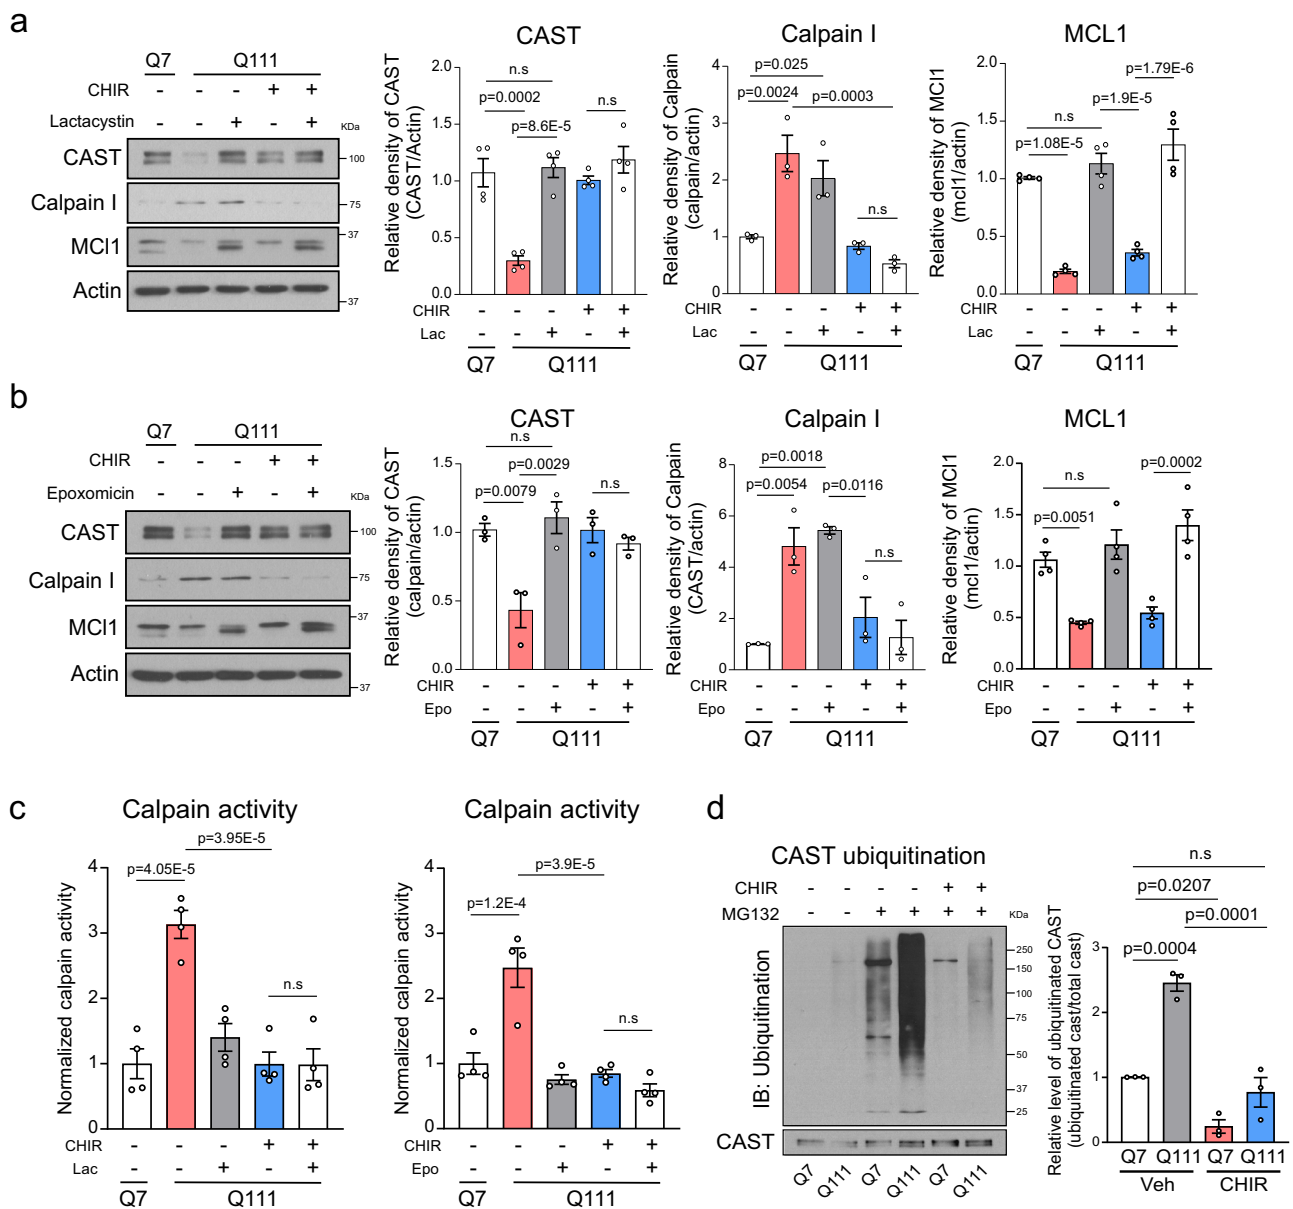 a
Q7
Q111
CHIR
- - - + +
Lactacystin
- - + - +
KDa
CAST
100
Calpain I
75
MCl1
37
Actin
37
CAST
Relative density of CAST
(CAST/Actin)
2.0
1.5
1.0
0.5
0.0
n.s
p=0.0002
p=8.6E-5
n.s
CHIR - - - + +
Lac - - + - +
Q7 Q111
Calpain I
Relative density of Calpain
(calpain/actin)
6
4
2
0
p=0.025
p=0.0024
p=0.0003
n.s
CHIR - - - + +
Lac - - + - +
Q7 Q111
MCL1
Relative density of MCl1
(mcl1/actin)
2.0
1.5
1.0
0.5
0.0
p=1.79E-6
p=1.9E-5
n.s
p=1.08E-5
CHIR - - - + +
Lac - - + - +
Q7 Q111
b
Q7
Q111
CHIR
- - - + +
Epoxomicin
- - + - +
KDa
CAST
100
Calpain I
75
MCl1
37
Actin
37
CAST
Relative density of CAST
(calpain/actin)
1.5
1.0
0.5
0.0
n.s
p=0.0029
p=0.0079
n.s
CHIR - - - + +
Epo - - + - +
Q7 Q111
Calpain I
Relative density of Calpain
(CAST/actin)
8
6
4
2
0
p=0.0018
p=0.0054
p=0.0116
n.s
CHIR - - - + +
Epo - - + - +
Q7 Q111
MCL1
Relative density of MCl1
(mcl1/actin)
2.0
1.5
1.0
0.5
0.0
p=0.0002
n.s
p=0.0051
CHIR - - - + +
Epo - - + - +
Q7 Q111
c
Calpain activity
Normalized calpain activity
4
3
2
1
0
p=3.95E-5
p=4.05E-5
n.s
CHIR - - - + +
Lac - - + - +
Q7 Q111
Calpain activity
Normalized calpain activity
4
3
2
1
0
p=3.9E-5
p=1.2E-4
n.s
CHIR - - - + +
Epo - - + - +
Q7 Q111
d
CAST ubiquitination
CHIR - - - - + +
MG132 - - + + + +
KDa
IB: Ubiquitination
250
150
100
75
50
37
25
CAST
Q7 Q111 Q7 Q111 Q7 Q111
Relative level of ubiquitinated CAST
(ubiquitinated cast/total cast)
3
2
1
0
n.s
p=0.0207
p=0.0001
p=0.0004
Q7 Q111 Q7 Q111
Veh CHIR